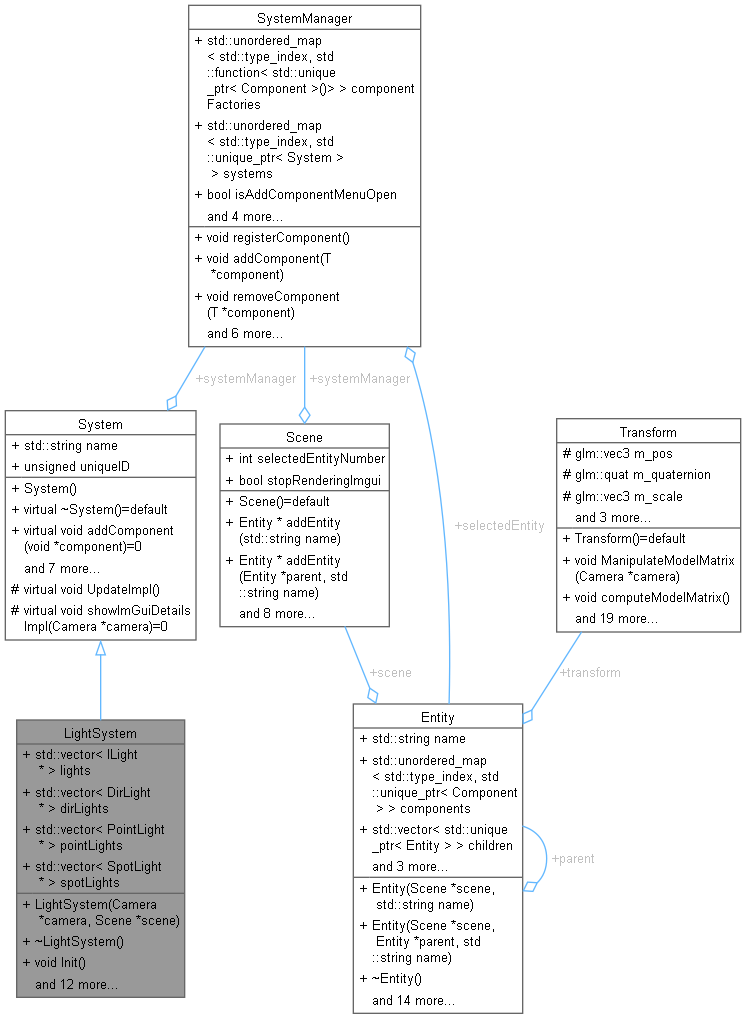 SystemManager
+ std::unordered_map
< std::type_index, std
::function< std::unique
_ptr< Component >()> > component
Factories
+ std::unordered_map
< std::type_index, std
::unique_ptr< System >
> systems
+ bool isAddComponentMenuOpen
and 4 more...
+ void registerComponent()
+ void addComponent(T
*component)
+ void removeComponent
(T *component)
and 6 more...
+systemManager
+systemManager
System
+ std::string name
+ unsigned uniqueID
+ System()
+ virtual ~System()=default
+ virtual void addComponent
(void *component)=0
and 7 more...
# virtual void UpdateImpl()
# virtual void showImGuiDetails
Impl(Camera *camera)=0
Scene
+ int selectedEntityNumber
+ bool stopRenderingImgui
+ Scene()=default
+ Entity * addEntity
(std::string name)
+ Entity * addEntity
(Entity *parent, std
::string name)
and 8 more...
+selectedEntity
Transform
# glm::vec3 m_pos
# glm::quat m_quaternion
# glm::vec3 m_scale
and 3 more...
+ Transform()=default
+ void ManipulateModelMatrix
(Camera *camera)
+ void computeModelMatrix()
and 19 more...
+scene
+transform
LightSystem
+ std::vector< ILight
* > lights
+ std::vector< DirLight
* > dirLights
+ std::vector< PointLight
* > pointLights
+ std::vector< SpotLight
* > spotLights
+ LightSystem(Camera
*camera, Scene *scene)
+ ~LightSystem()
+ void Init()
and 12 more...
Entity
+ std::string name
+ std::unordered_map
< std::type_index, std
::unique_ptr< Component
> > components
+ std::vector< std::unique
_ptr< Entity > > children
and 3 more...
+ Entity(Scene *scene,
std::string name)
+ Entity(Scene *scene,
Entity *parent, std
::string name)
+ ~Entity()
and 14 more...
+parent